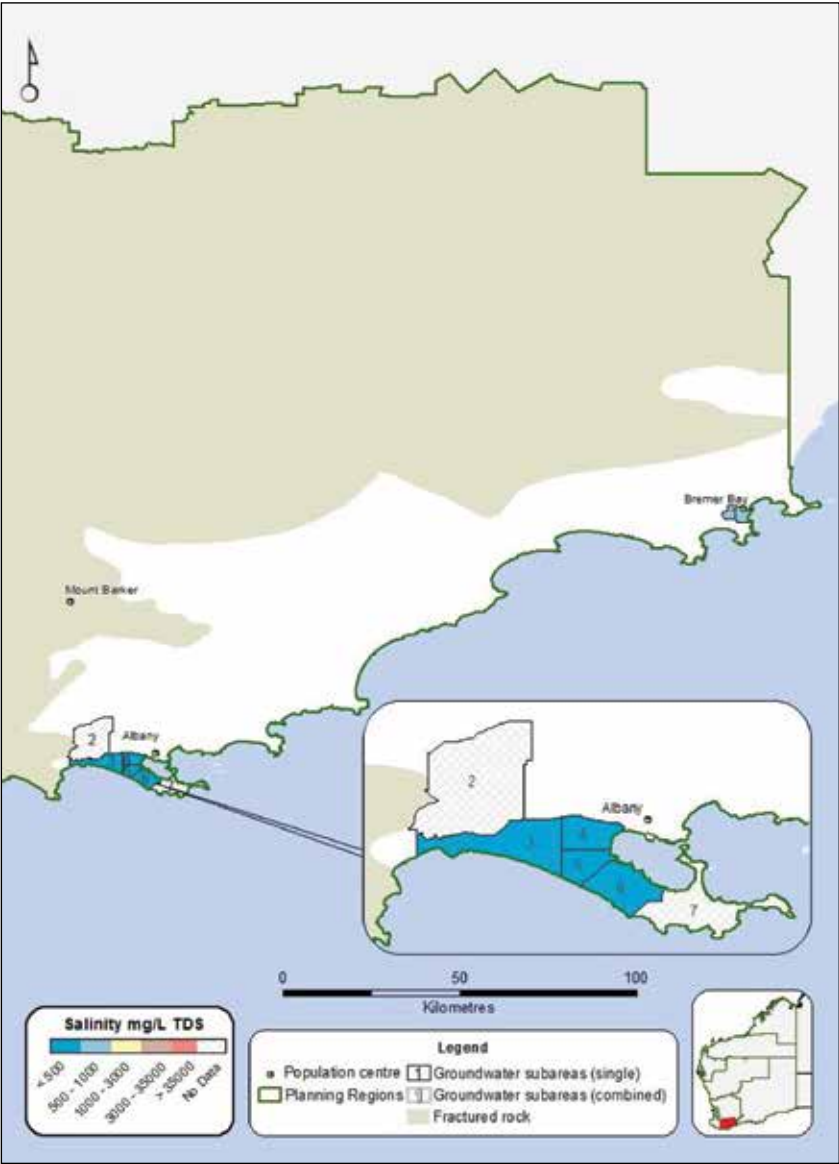 Bremer Bay
Mount Barker
2
Albany
2
Albany
3
4
5
6
7
0 50 100
Kilometres
Salinity mg/L TDS
< 500
500 - 1000
1000 - 3000
3000 - 35000
> 35000
No Data
Legend
Population centre
1 Groundwater subareas (single)
Planning Regions
Groundwater subareas (combined)
Fractured rock